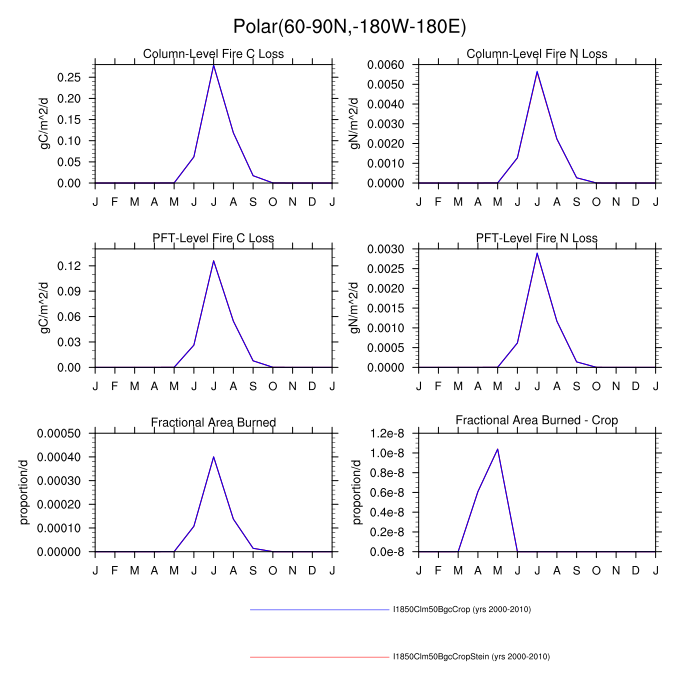 Polar(60-90N,-180W-180E)
Column-Level Fire C Loss
gC/m^2/d
0.25
0.20
0.15
0.10
0.05
0.00
J F M A M J J A S O N D J
Column-Level Fire N Loss
gN/m^2/d
0.0060
0.0050
0.0040
0.0030
0.0020
0.0010
0.0000
J F M A M J J A S O N D J
PFT-Level Fire C Loss
gC/m^2/d
0.12
0.09
0.06
0.03
0.00
J F M A M J J A S O N D J
PFT-Level Fire N Loss
gN/m^2/d
0.0030
0.0025
0.0020
0.0015
0.0010
0.0005
0.0000
J F M A M J J A S O N D J
Fractional Area Burned
proportion/d
0.00050
0.00040
0.00030
0.00020
0.00010
0.00000
J F M A M J J A S O N D J
Fractional Area Burned - Crop
proportion/d
1.2e-8
1.0e-8
0.8e-8
0.6e-8
0.4e-8
0.2e-8
0.0e-8
J F M A M J J A S O N D J
I1850Clm50BgcCrop (yrs 2000-2010)
I1850Clm50BgcCropStein (yrs 2000-2010)